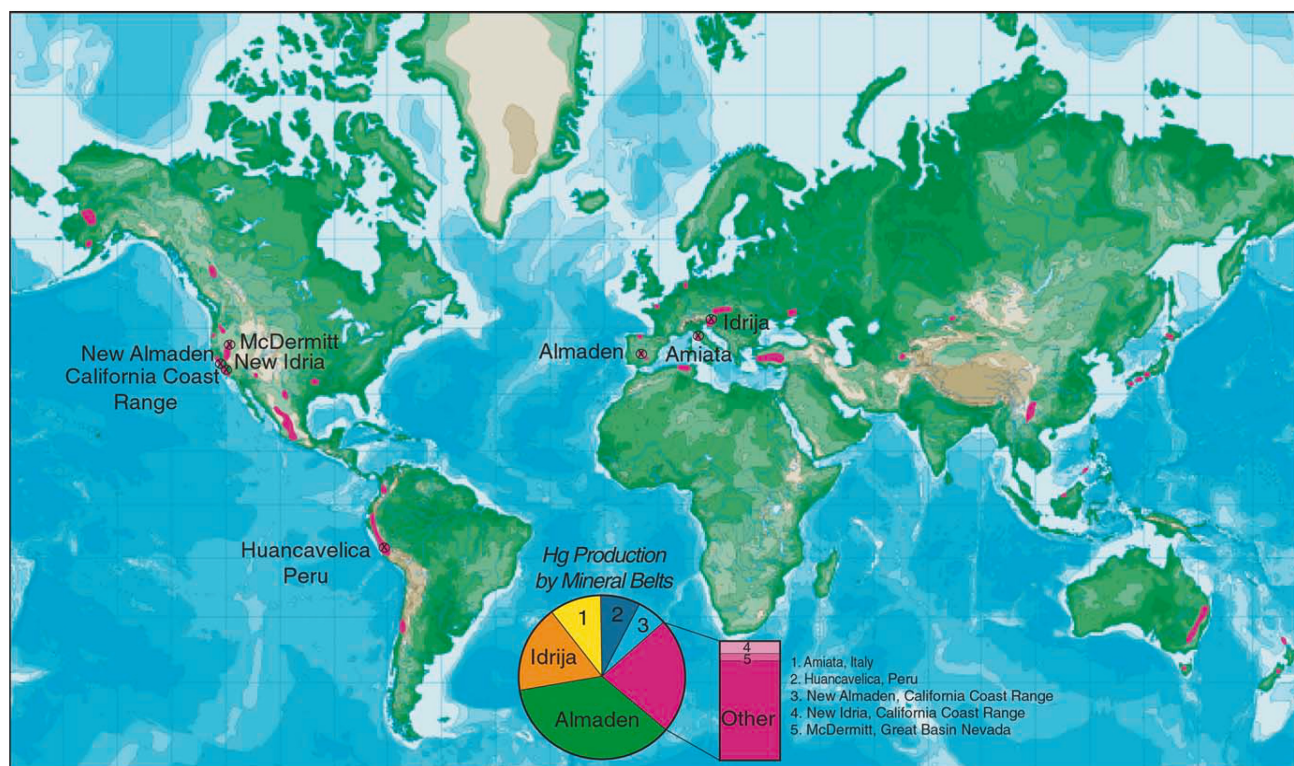 McDermitt
New Almaden
New Idria
California Coast
Range
Almaden
Amiata
Idrija
Huancavelica
Peru
Hg Production
by Mineral Belts
1
2
3
Idrija
Almaden
4
5
Other
1. Amiata, Italy
2. Huancavelica, Peru
3. New Almaden, California Coast Range
4. New Idria, California Coast Range
5. McDermitt, Great Basin Nevada